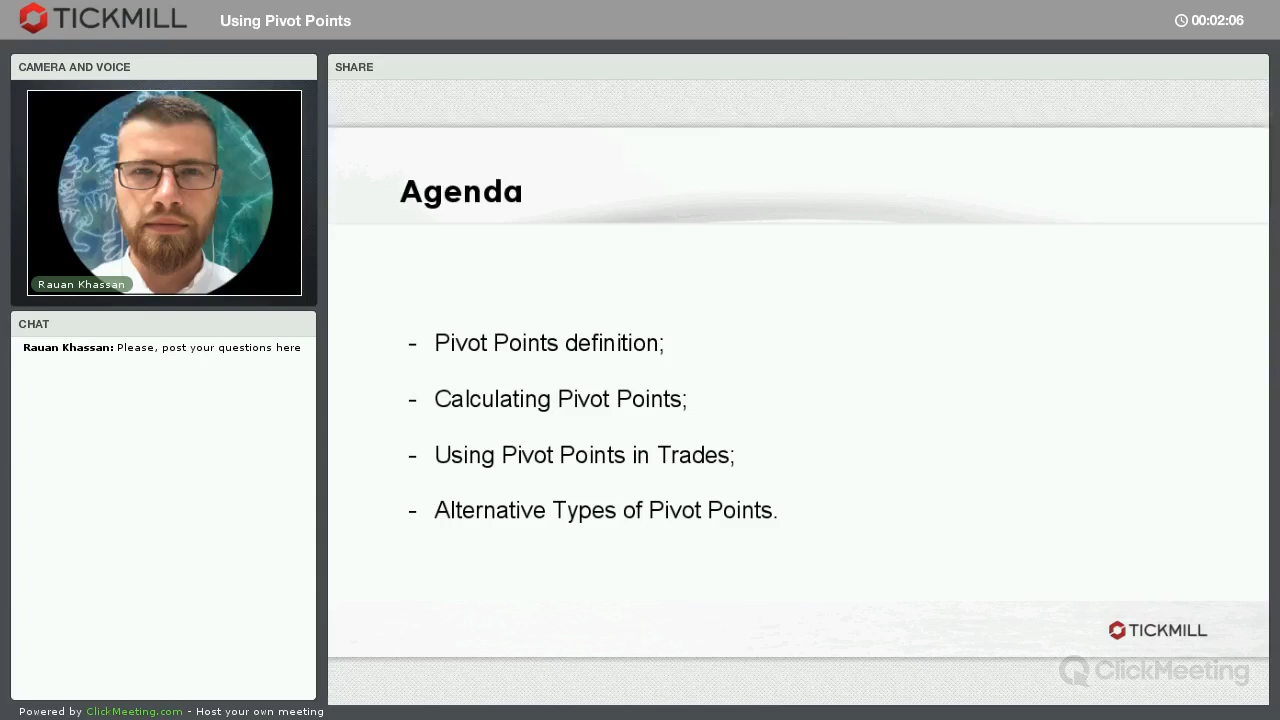 TICKMILL
Using Pivot Points
00:02:06
CAMERA AND VOICE
Rauan Khassan
CHAT
Rauan Khassan: Please, post your questions here
SHARE
Agenda
- Pivot Points definition;
- Calculating Pivot Points;
- Using Pivot Points in Trades;
- Alternative Types of Pivot Points.
TICKMILL
ClickMeeting
Powered by ClickMeeting.com - Host your own meeting